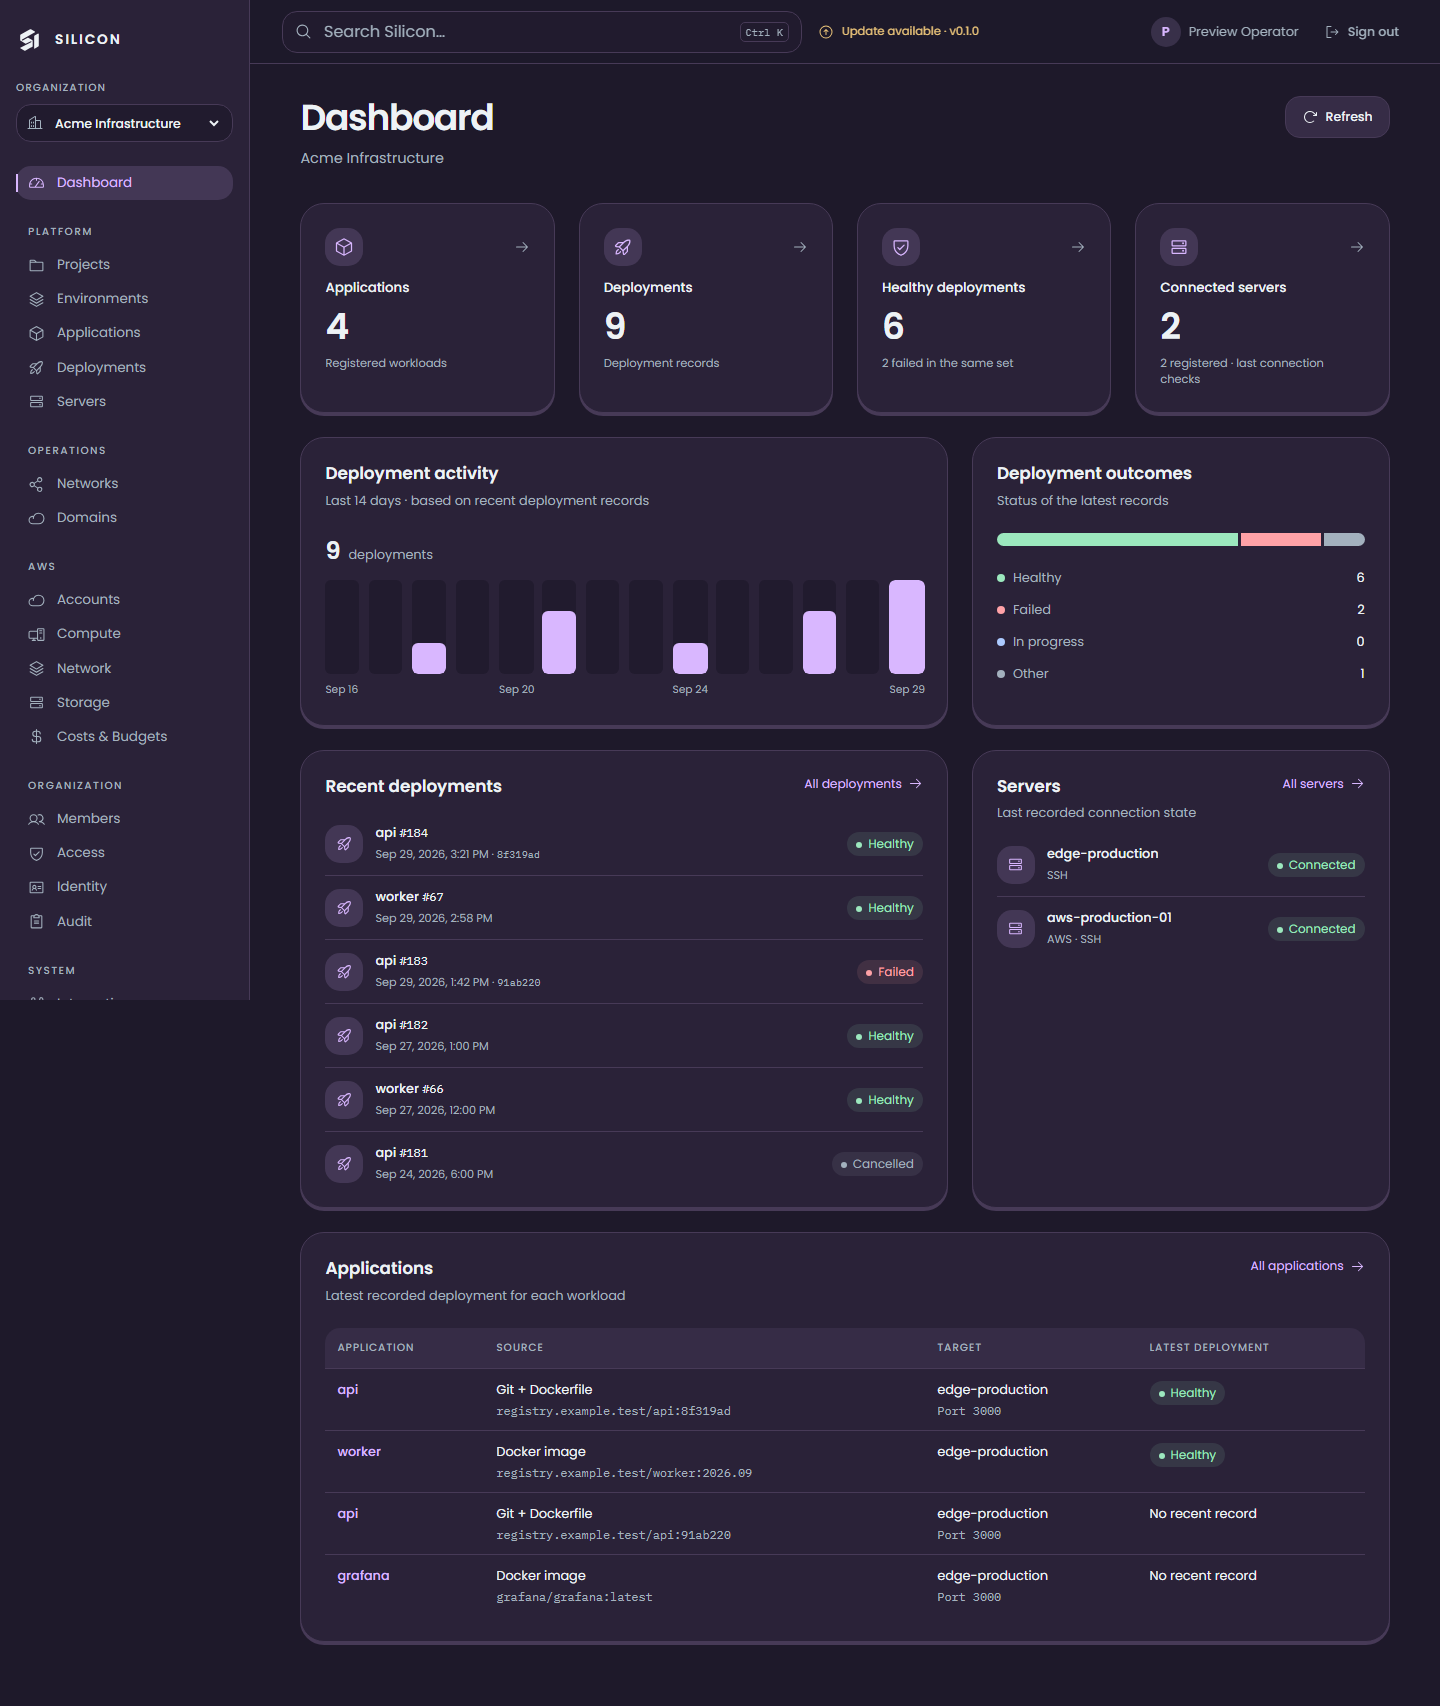 SILICON
ORGANIZATION
Acme Infrastructure
Dashboard
PLATFORM
Projects
Environments
Applications
Deployments
Servers
OPERATIONS
Networks
Domains
AWS
Accounts
Compute
Network
Storage
Costs & Budgets
ORGANIZATION
Members
Access
Identity
Audit
SYSTEM
Search Silicon...
Ctrl K
Update available · v0.1.0
P
Preview Operator
Sign out
Dashboard
Acme Infrastructure
Refresh
Applications
4
Registered workloads
Deployments
9
Deployment records
Healthy deployments
6
2 failed in the same set
Connected servers
2
2 registered · last connection
checks
Deployment activity
Last 14 days · based on recent deployment records
9 deployments
Sep 16
Sep 20
Sep 24
Sep 29
Deployment outcomes
Status of the latest records
Healthy 6
Failed 2
In progress 0
Other 1
Recent deployments
All deployments
api #184
Sep 29, 2026, 3:21 PM · 8f319ad
Healthy
worker #67
Sep 29, 2026, 2:58 PM
Healthy
api #183
Sep 29, 2026, 1:42 PM · 91ab220
Failed
api #182
Sep 27, 2026, 1:00 PM
Healthy
worker #66
Sep 27, 2026, 12:00 PM
Healthy
api #181
Sep 24, 2026, 6:00 PM
Cancelled
Servers
All servers
Last recorded connection state
edge-production
SSH
Connected
aws-production-01
AWS · SSH
Connected
Applications
All applications
Latest recorded deployment for each workload
APPLICATION SOURCE TARGET LATEST DEPLOYMENT
api Git + Dockerfile edge-production Healthy
registry.example.test/api:8f319ad Port 3000
worker Docker image edge-production Healthy
registry.example.test/worker:2026.09
api Git + Dockerfile edge-production No recent record
registry.example.test/api:91ab220 Port 3000
grafana Docker image edge-production No recent record
grafana/grafana:latest Port 3000